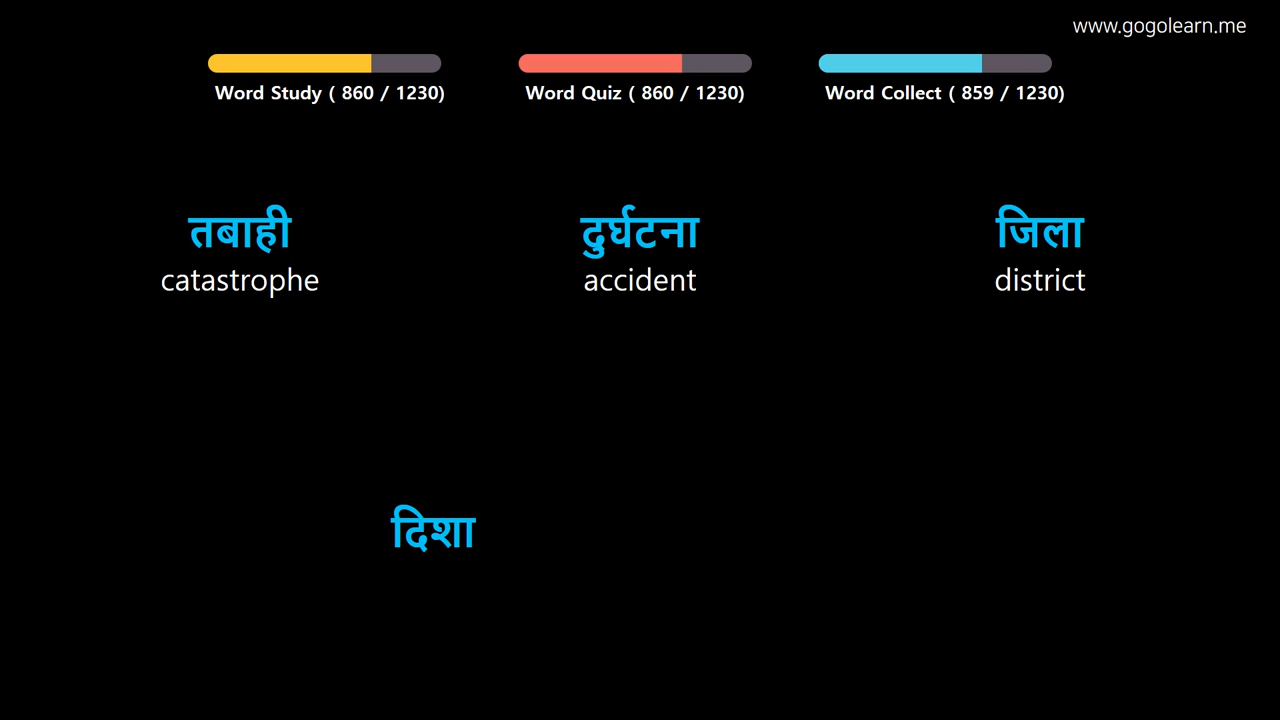 www.gogolearn.me
Word Study ( 860 / 1230)
Word Quiz ( 860 / 1230)
Word Collect ( 859 / 1230)
तबाही
catastrophe
दुर्घटना
accident
जिला
district
दिशा